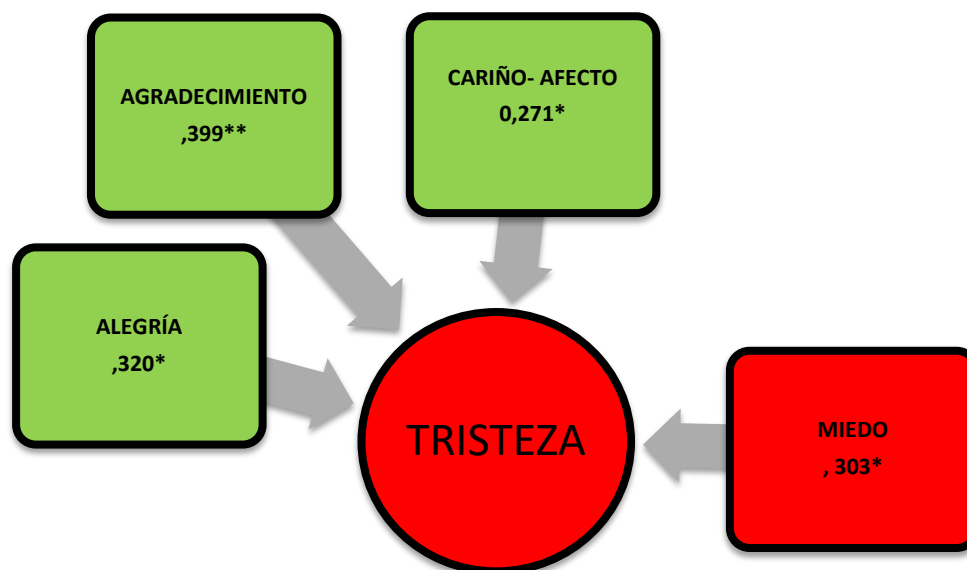 AGRADECIMIENTO
,399**
CARIÑO- AFECTO
0,271*
ALEGRÍA
,320*
TRISTEZA
MIEDO
, 303*